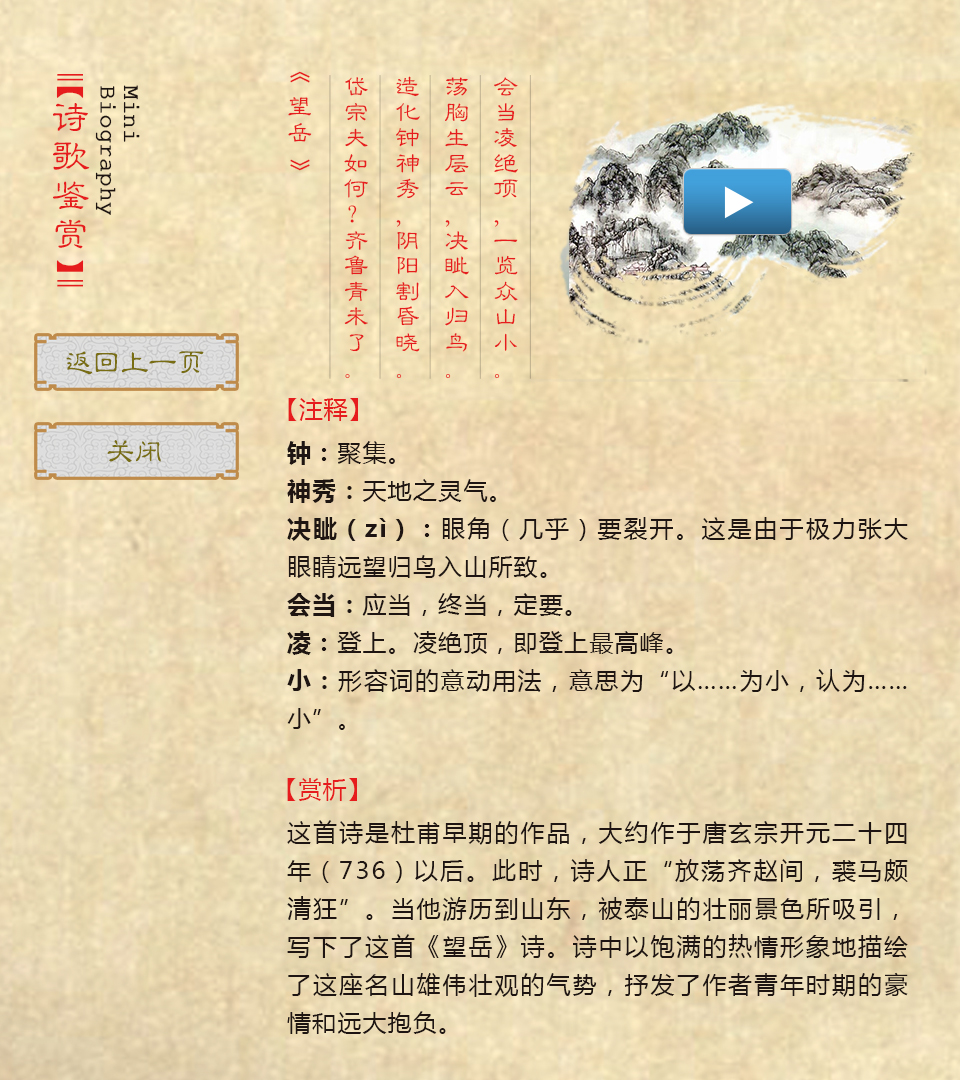 【诗歌鉴赏】
Mini
Biography
返回上一页
关闭
《望岳》
岱宗夫如何？齐鲁青未了。
造化钟神秀，阴阳割昏晓。
荡胸生层云，决眦入归鸟。
会当凌绝顶，一览众山小。
【注释】
钟：聚集。
神秀：天地之灵气。
决眦（zì）：眼角（几乎）要裂开。这是由于极力张大
眼睛远望归鸟入山所致。
会当：应当，终当，定要。
凌：登上。凌绝顶，即登上最高峰。
小：形容词的意动用法，意思为“以……为小，认为……
小”。
【赏析】
这首诗是杜甫早期的作品，大约作于唐玄宗开元二十四
年（736）以后。此时，诗人正“放荡齐赵间，裘马颇
清狂”。当他游历到山东，被泰山的壮丽景色所吸引，
写下了这首《望岳》诗。诗中以饱满的热情形象地描绘
了这座名山雄伟壮观的气势，抒发了作者青年时期的豪
情和远大抱负。